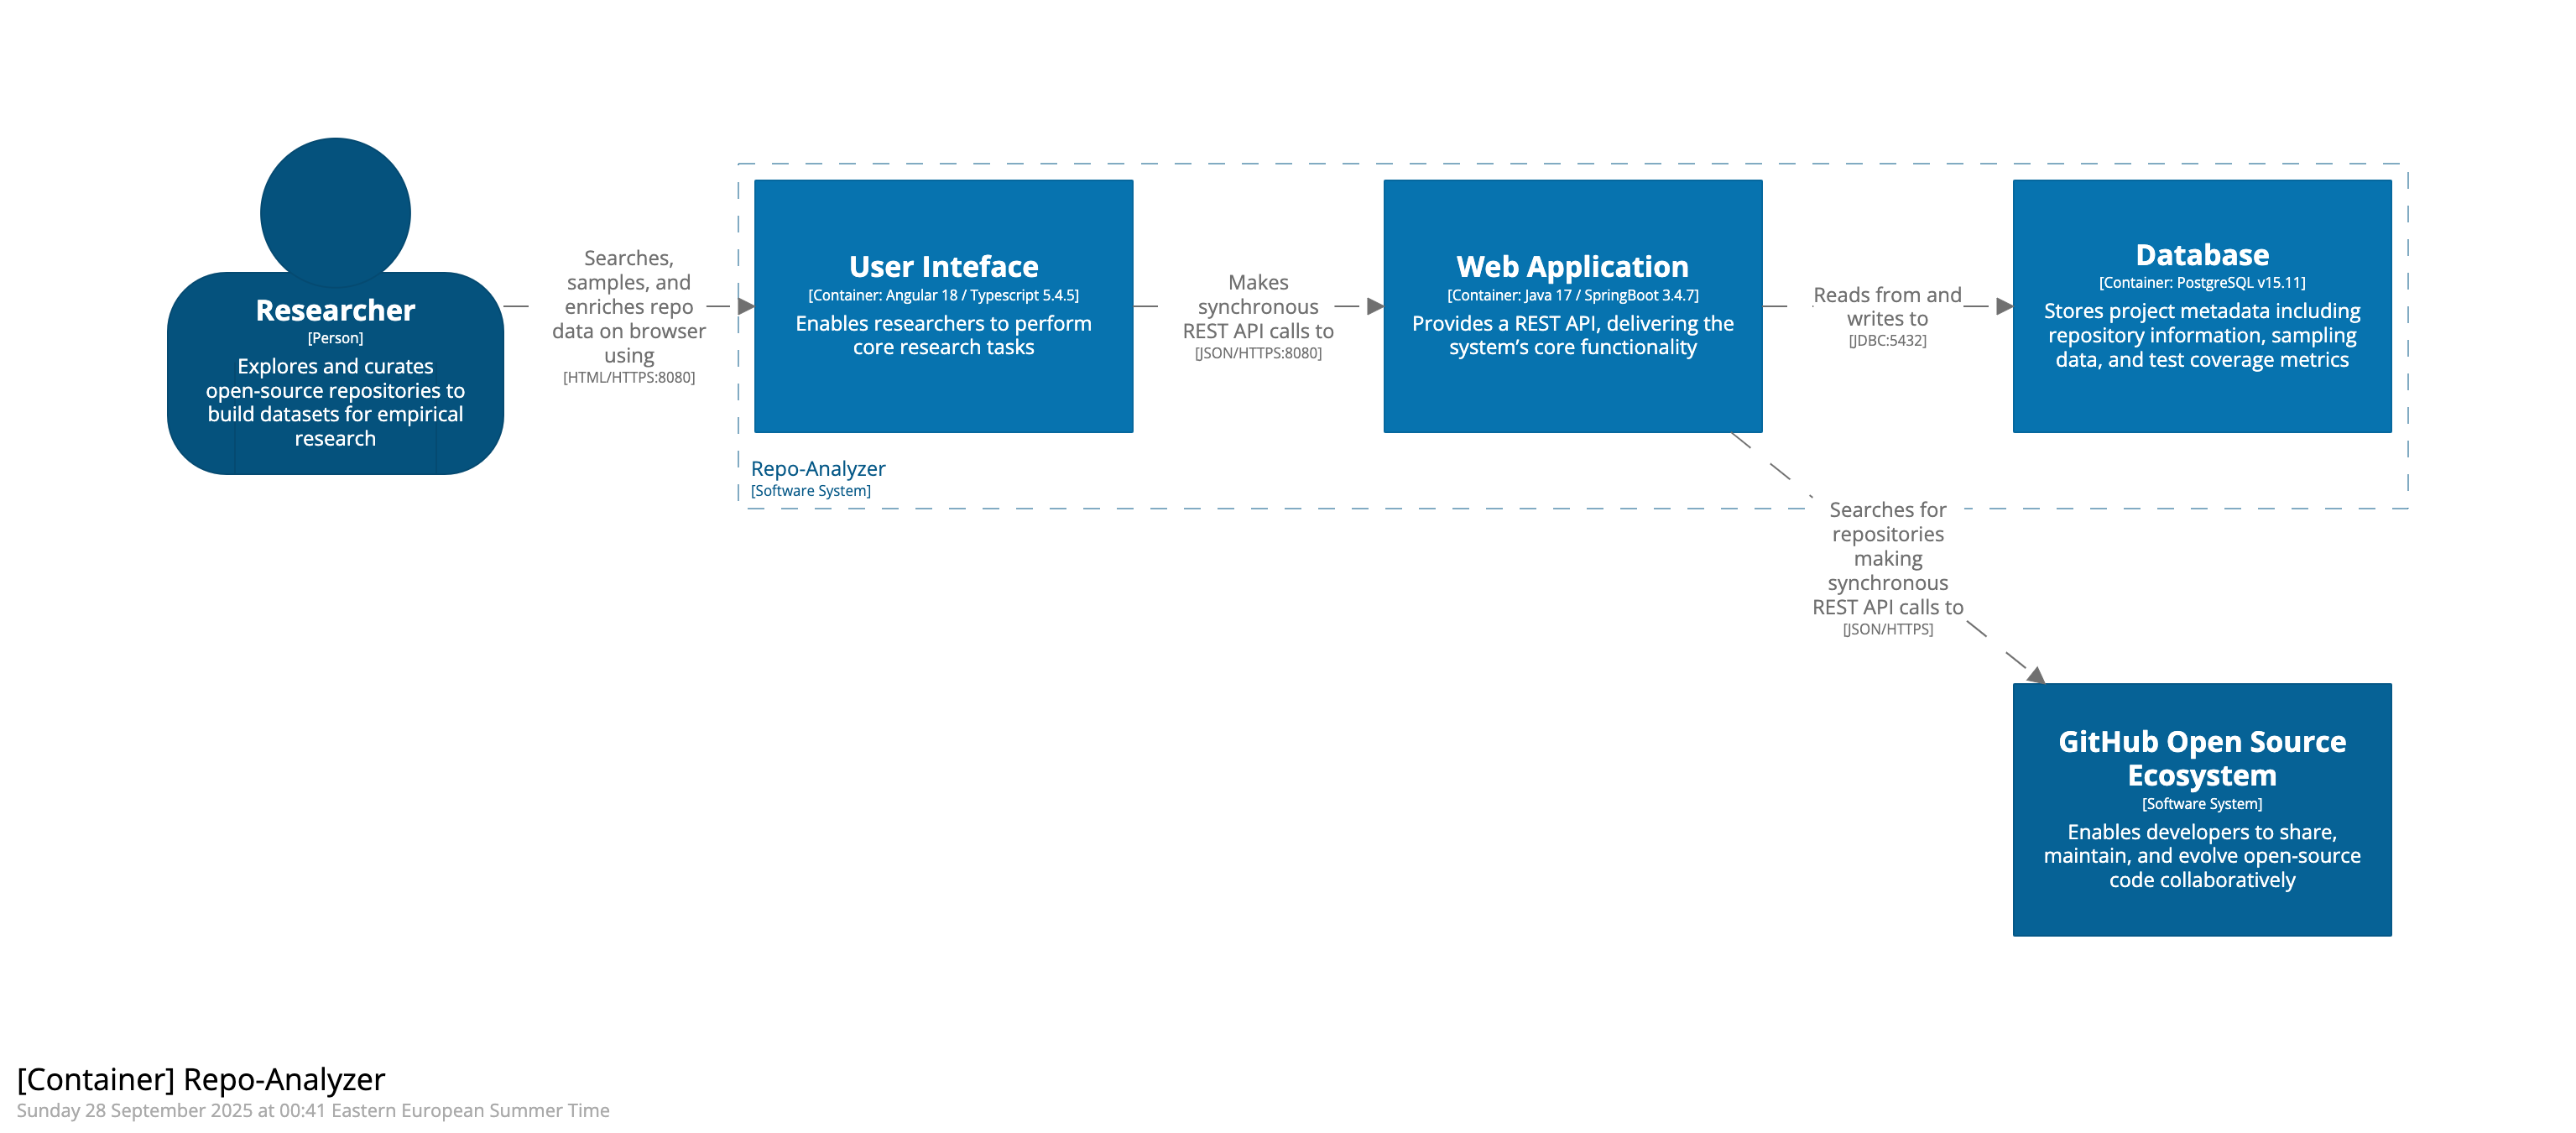 Researcher
[Person]
Explores and curates
open-source repositories to
build datasets for empirical
research
Searches,
samples, and
enriches repo
data on browser
using
[HTML/HTTPS:8080]
User Inteface
[Container: Angular 18 / Typescript 5.4.5]
Enables researchers to perform
core research tasks
Makes
synchronous
REST API calls to
[JSON/HTTPS:8080]
Web Application
[Container: Java 17 / SpringBoot 3.4.7]
Provides a REST API, delivering the
system’s core functionality
Reads from and
writes to
[JDBC:5432]
Database
[Container: PostgreSQL v15.11]
Stores project metadata including
repository information, sampling
data, and test coverage metrics
Repo-Analyzer
[Software System]
Searches for
repositories
making
synchronous
REST API calls to
[JSON/HTTPS]
GitHub Open Source
Ecosystem
[Software System]
Enables developers to share,
maintain, and evolve open-source
code collaboratively
[Container] Repo-Analyzer
Sunday 28 September 2025 at 00:41 Eastern European Summer Time